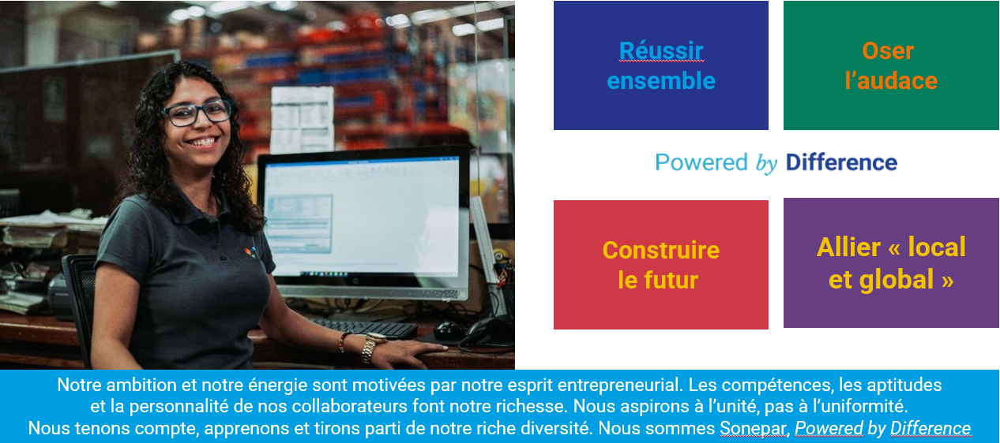 Réussir
ensemble
Oser
l’audace
Powered by Difference
Construire
le futur
Allier « local
et global »
Notre ambition et notre énergie sont motivées par notre esprit entrepreneurial. Les compétences, les aptitudes
et la personnalité de nos collaborateurs font notre richesse. Nous aspirons à l’unité, pas à l’uniformité.
Nous tenons compte, apprenons et tirons parti de notre riche diversité. Nous sommes Sonepar, Powered by Difference